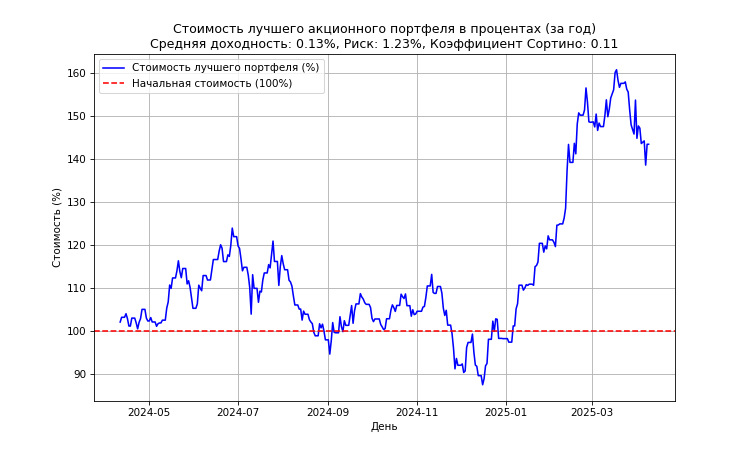 Стоимость лучшего акционного портфеля в процентах (за год)
Средняя доходность: 0.13%, Риск: 1.23%, Коэффициент Сортино: 0.11
Стоимость лучшего портфеля (%)
Начальная стоимость (100%)
Стоимость (%)
160
150
140
130
120
110
100
90
2024-05
2024-07
2024-09
2024-11
2025-01
2025-03
День